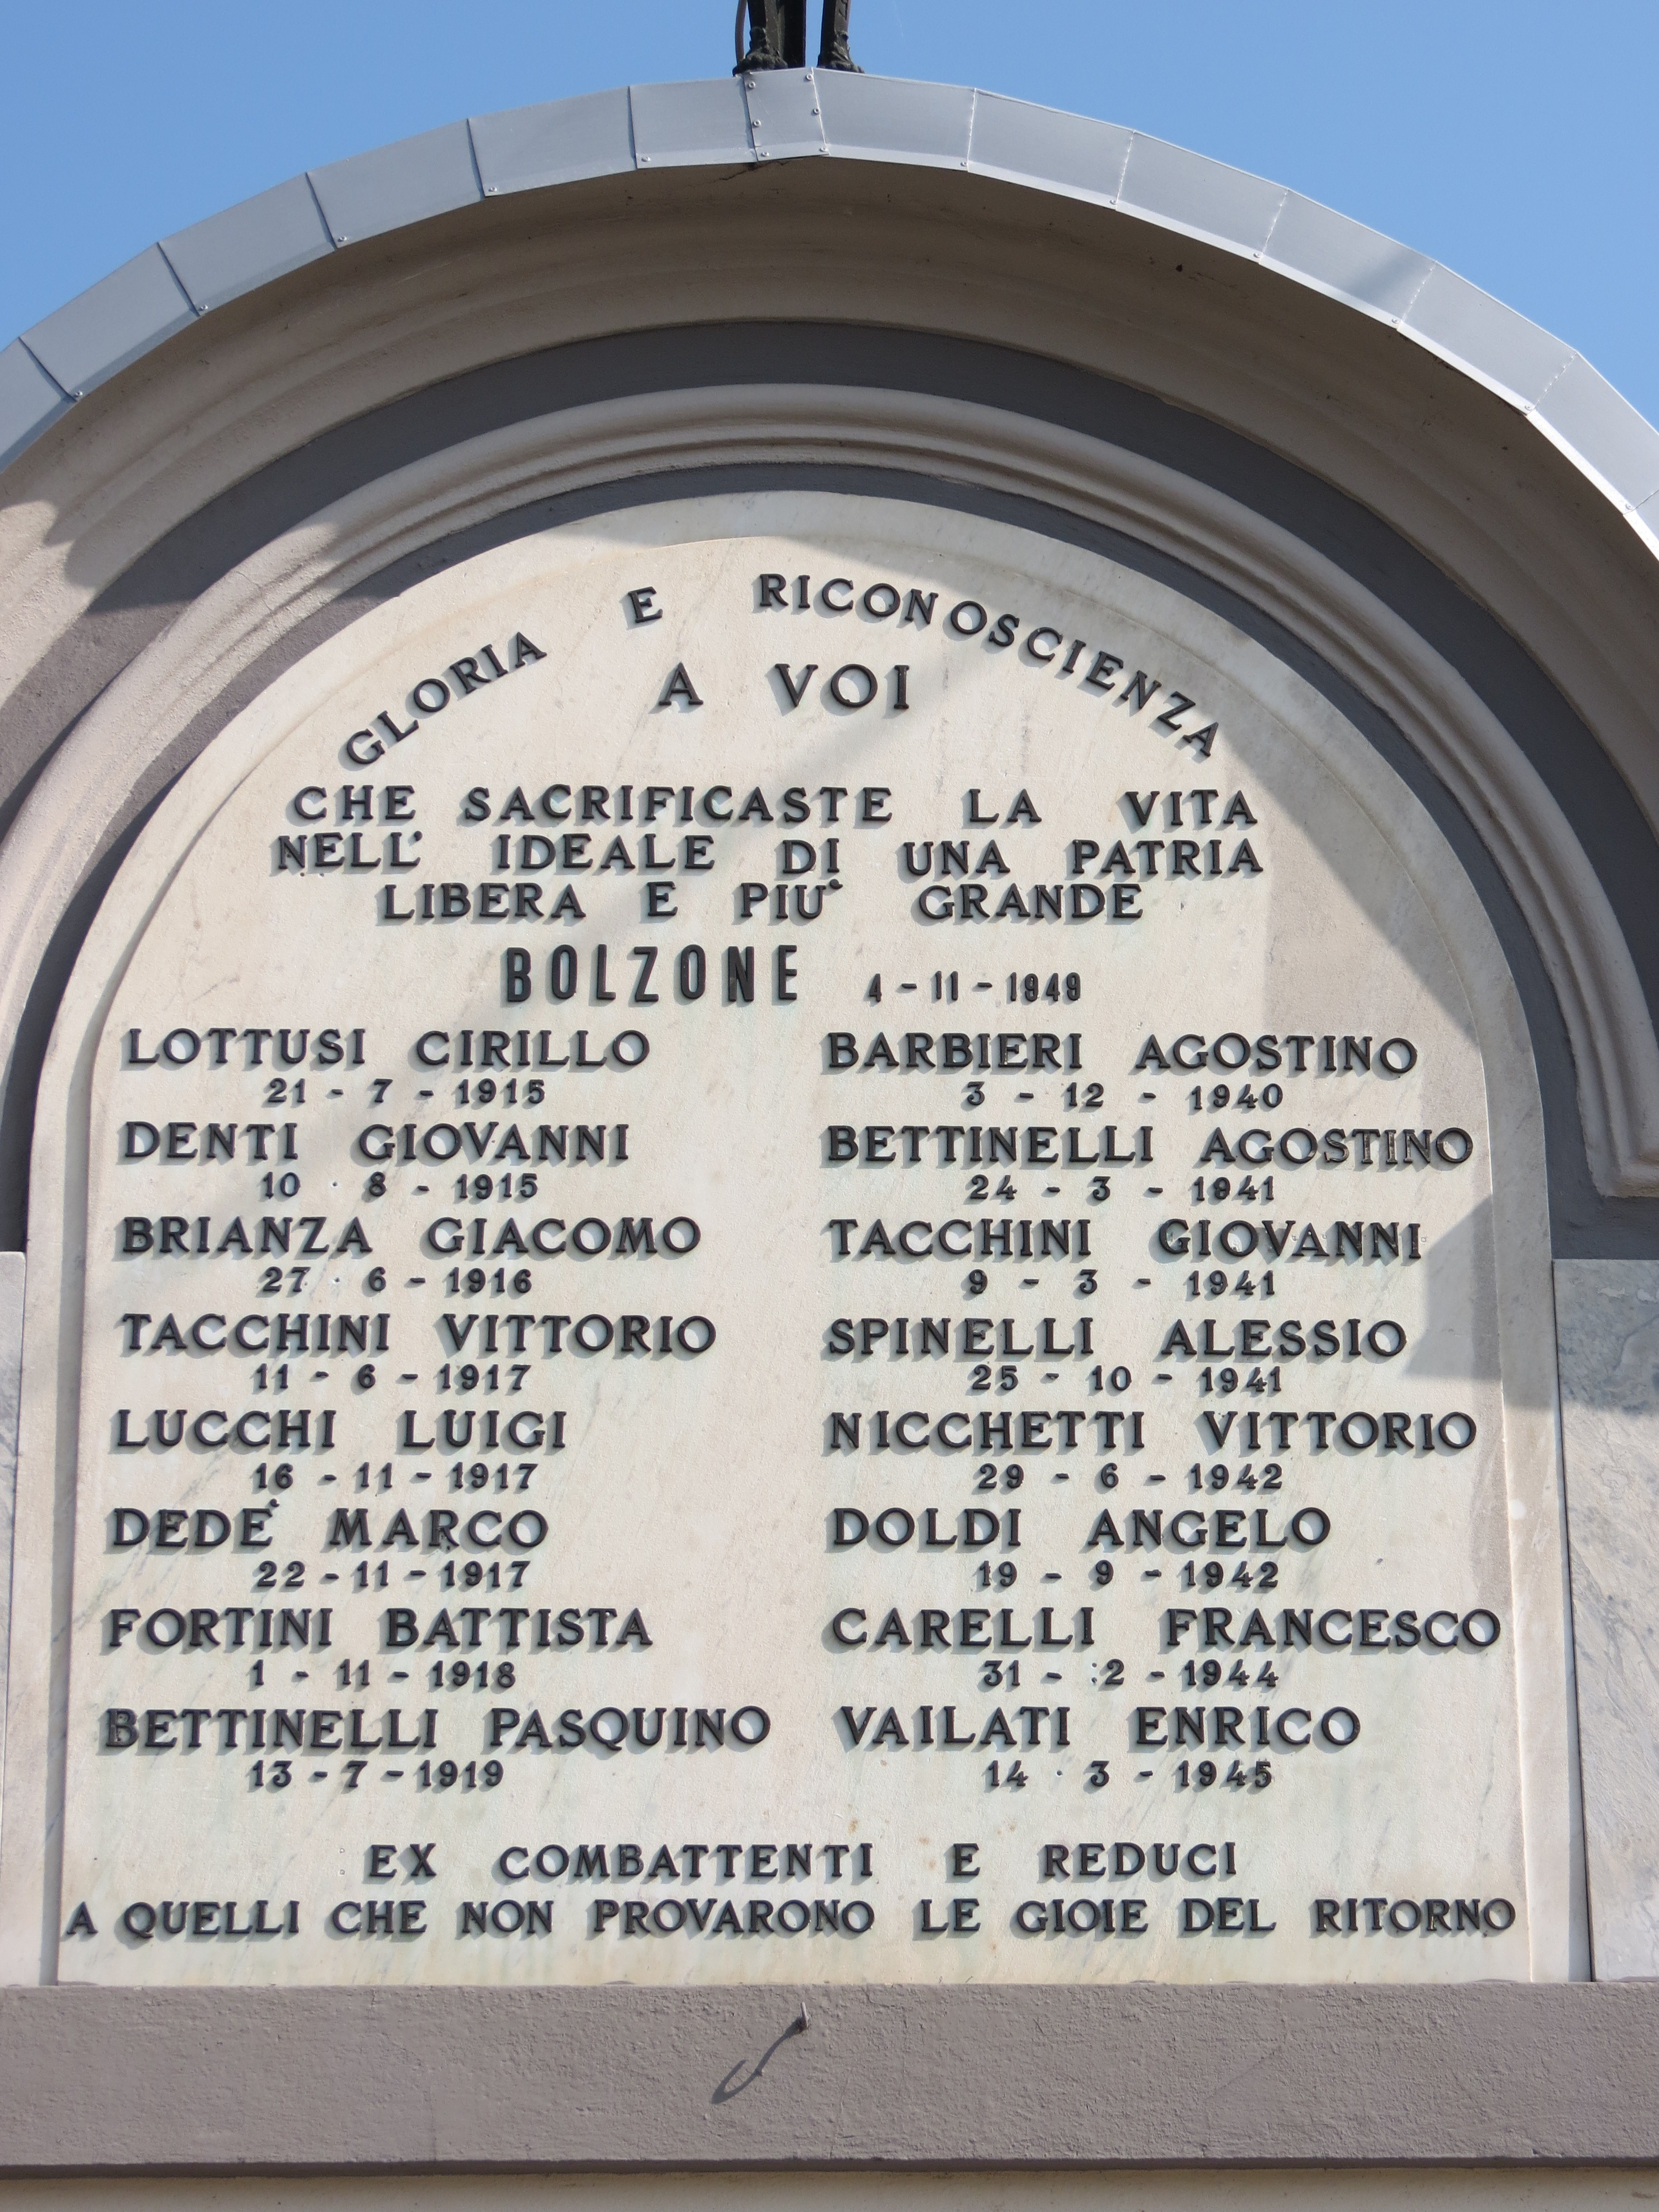 GLORIA E RICONOSCIENZA
A VOI
CHE SACRIFICASTE LA VITA
NELL' IDEALE DI UNA PATRIA
LIBERA E PIU' GRANDE
BOLZONE 4-11-1949
LOTTUSI CIRILLO
21 - 7 - 1915
DENTI GIOVANNI
10 · 8 - 1915
BRIANZA GIACOMO
27 · 6 - 1916
TACCHINI VITTORIO
11 - 6 - 1917
LUCCHI LUIGI
16 - 11 - 1917
DEDE' MARCO
22 - 11 - 1917
FORTINI BATTISTA
1 - 11 - 1918
BETTINELLI PASQUINO
13 - 7 - 1919
BARBIERI AGOSTINO
3 - 12 - 1940
BETTINELLI AGOSTINO
24 - 3 - 1941
TACCHINI GIOVANNI
9 - 3 - 1941
SPINELLI ALESSIO
25 - 10 - 1941
NICCHETTI VITTORIO
29 - 6 - 1942
DOLDI ANGELO
19 - 9 - 1942
CARELLI FRANCESCO
31 - 2 - 1944
VAILATI ENRICO
14 · 3 - 1945
EX COMBATTENTI E REDUCI
A QUELLI CHE NON PROVARONO LE GIOIE DEL RITORNO